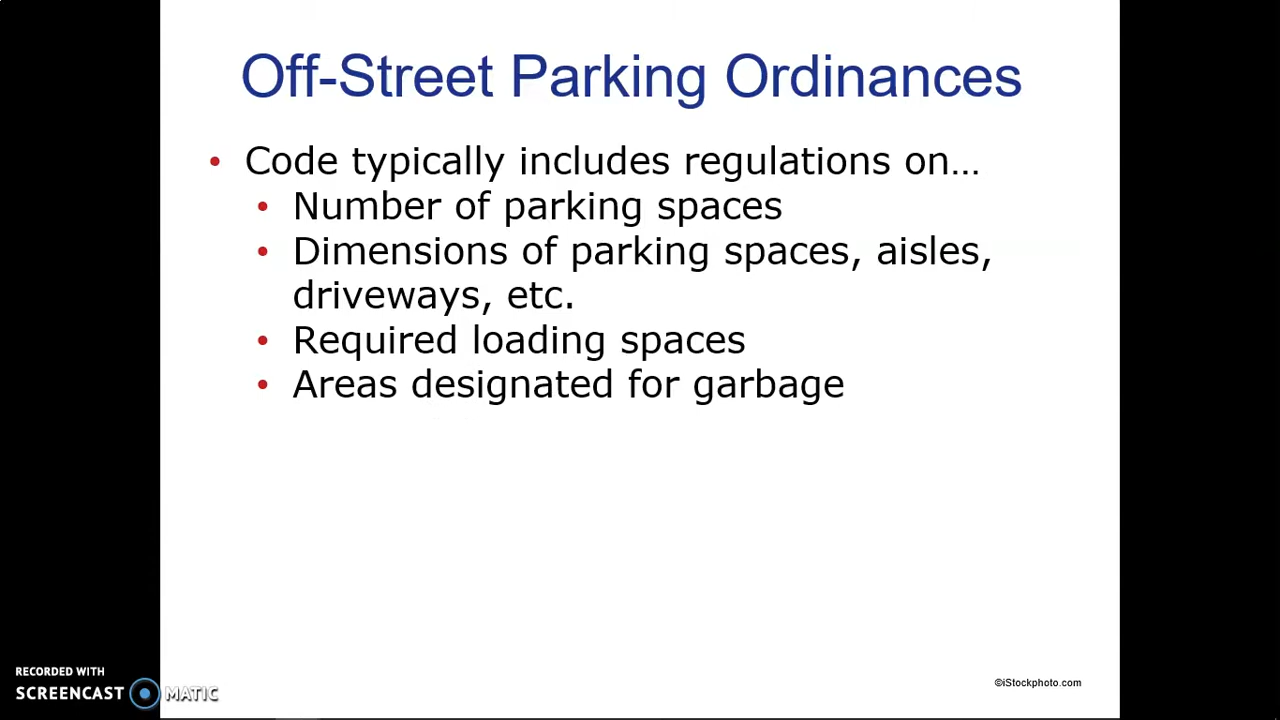 Off-Street Parking Ordinances
• Code typically includes regulations on…
• Number of parking spaces
• Dimensions of parking spaces, aisles,
driveways, etc.
• Required loading spaces
• Areas designated for garbage
©iStockphoto.com
RECORDED WITH
SCREENCAST MATIC